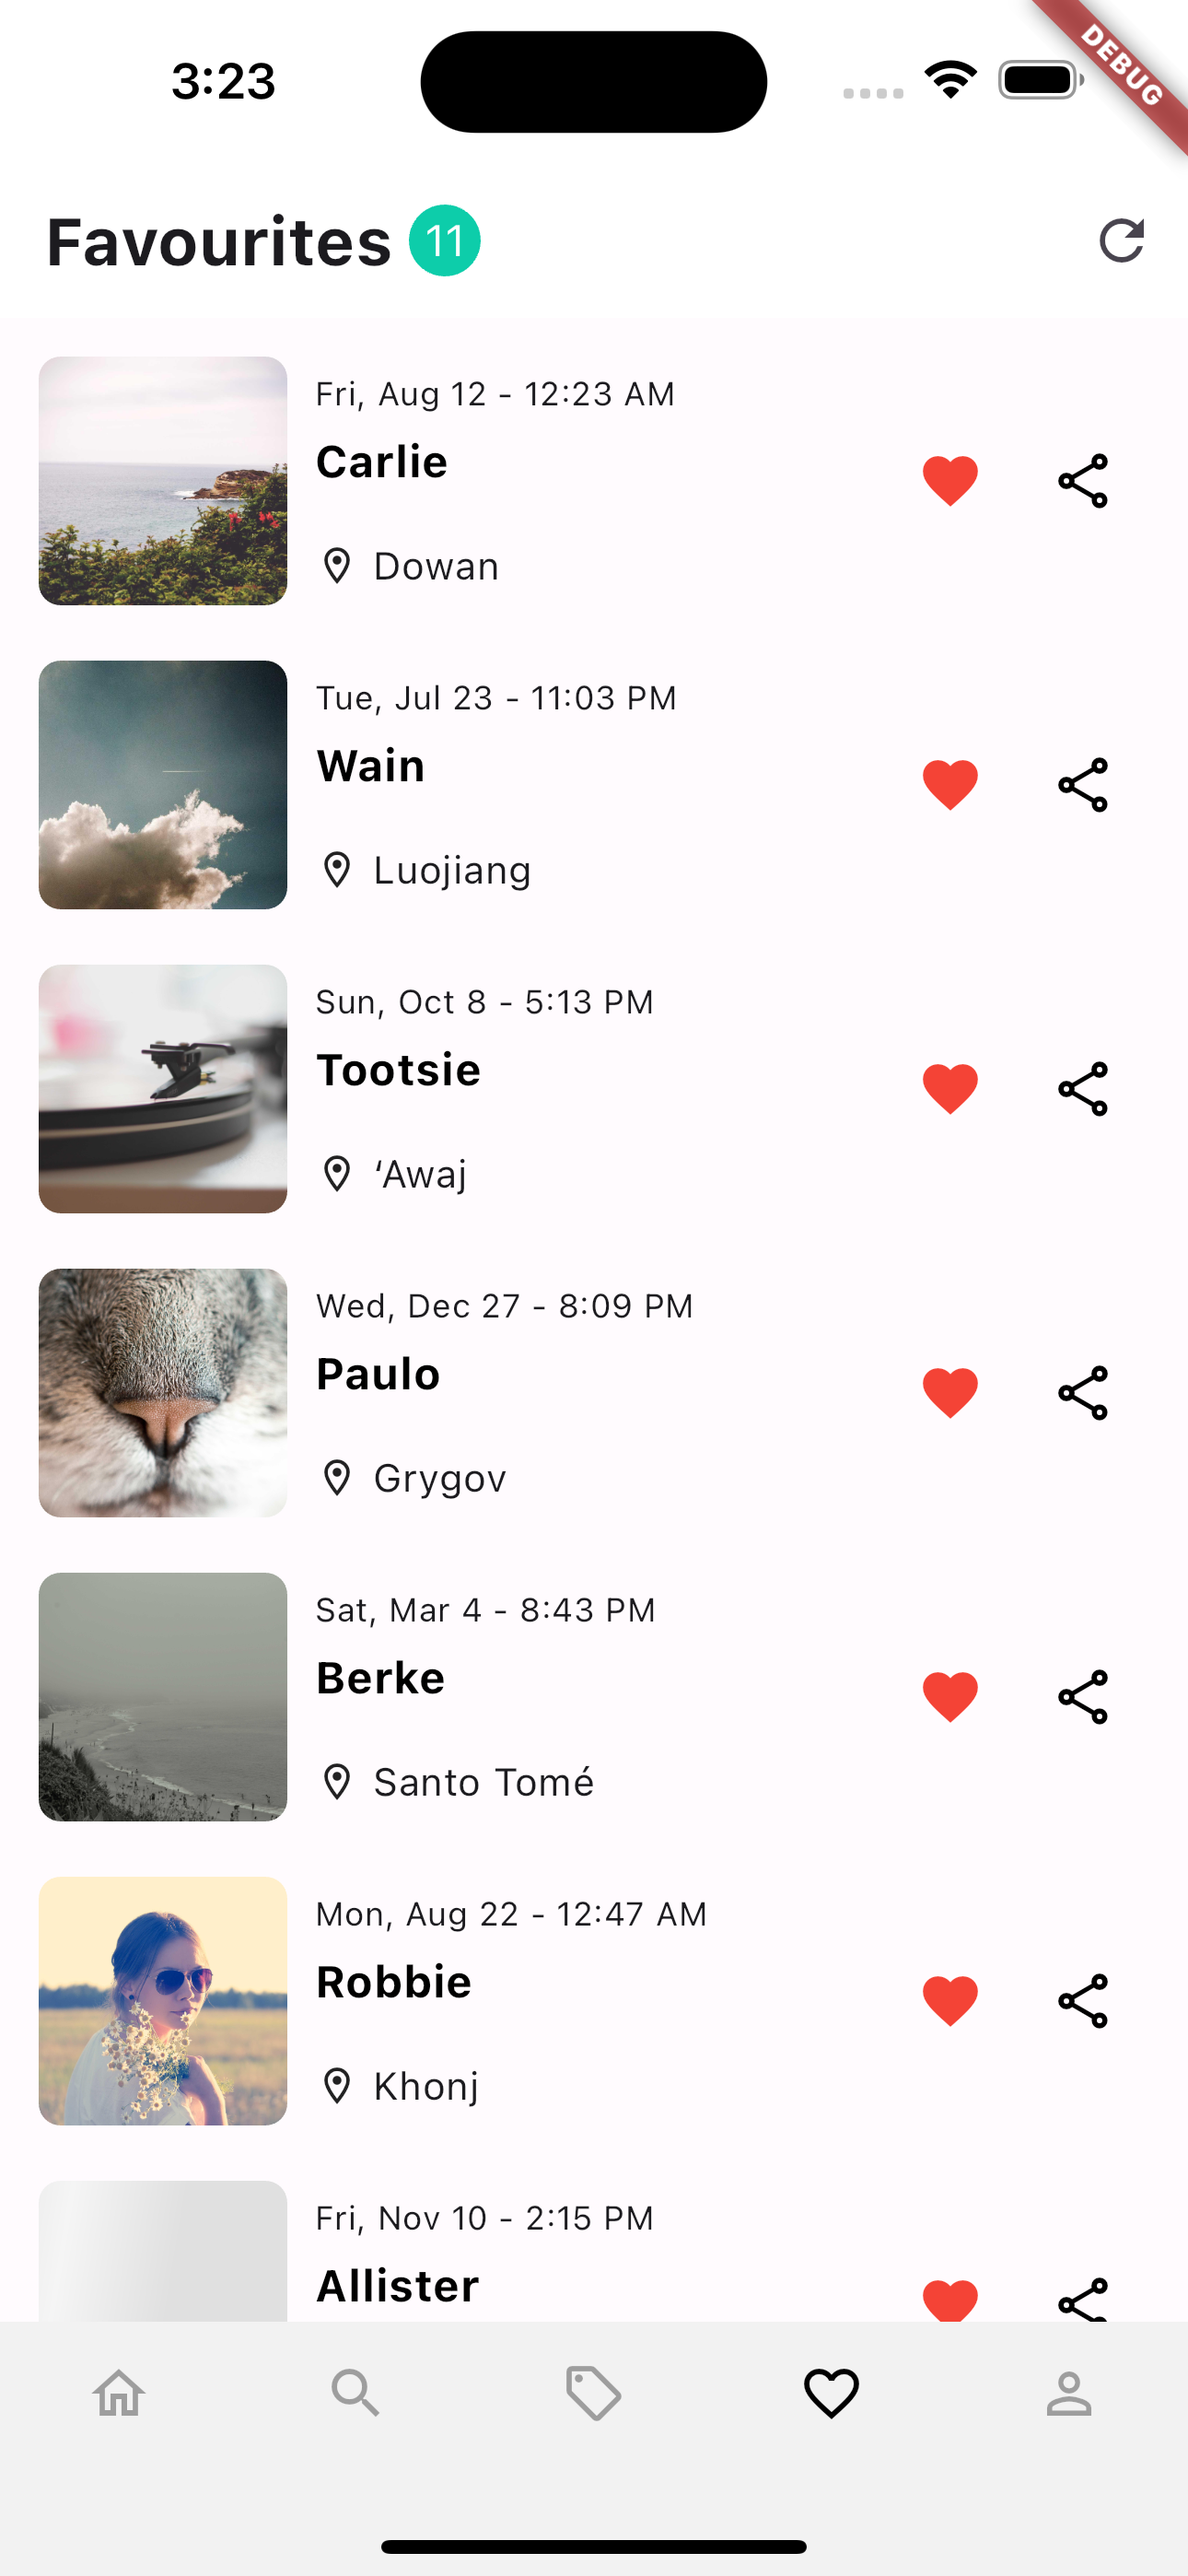 3:23
DEBUG
Favourites 11
Fri, Aug 12 - 12:23 AM
Carlie
Dowan
Tue, Jul 23 - 11:03 PM
Wain
Luojiang
Sun, Oct 8 - 5:13 PM
Tootsie
‘Awaj
Wed, Dec 27 - 8:09 PM
Paulo
Grygov
Sat, Mar 4 - 8:43 PM
Berke
Santo Tomé
Mon, Aug 22 - 12:47 AM
Robbie
Khonj
Fri, Nov 10 - 2:15 PM
Allister